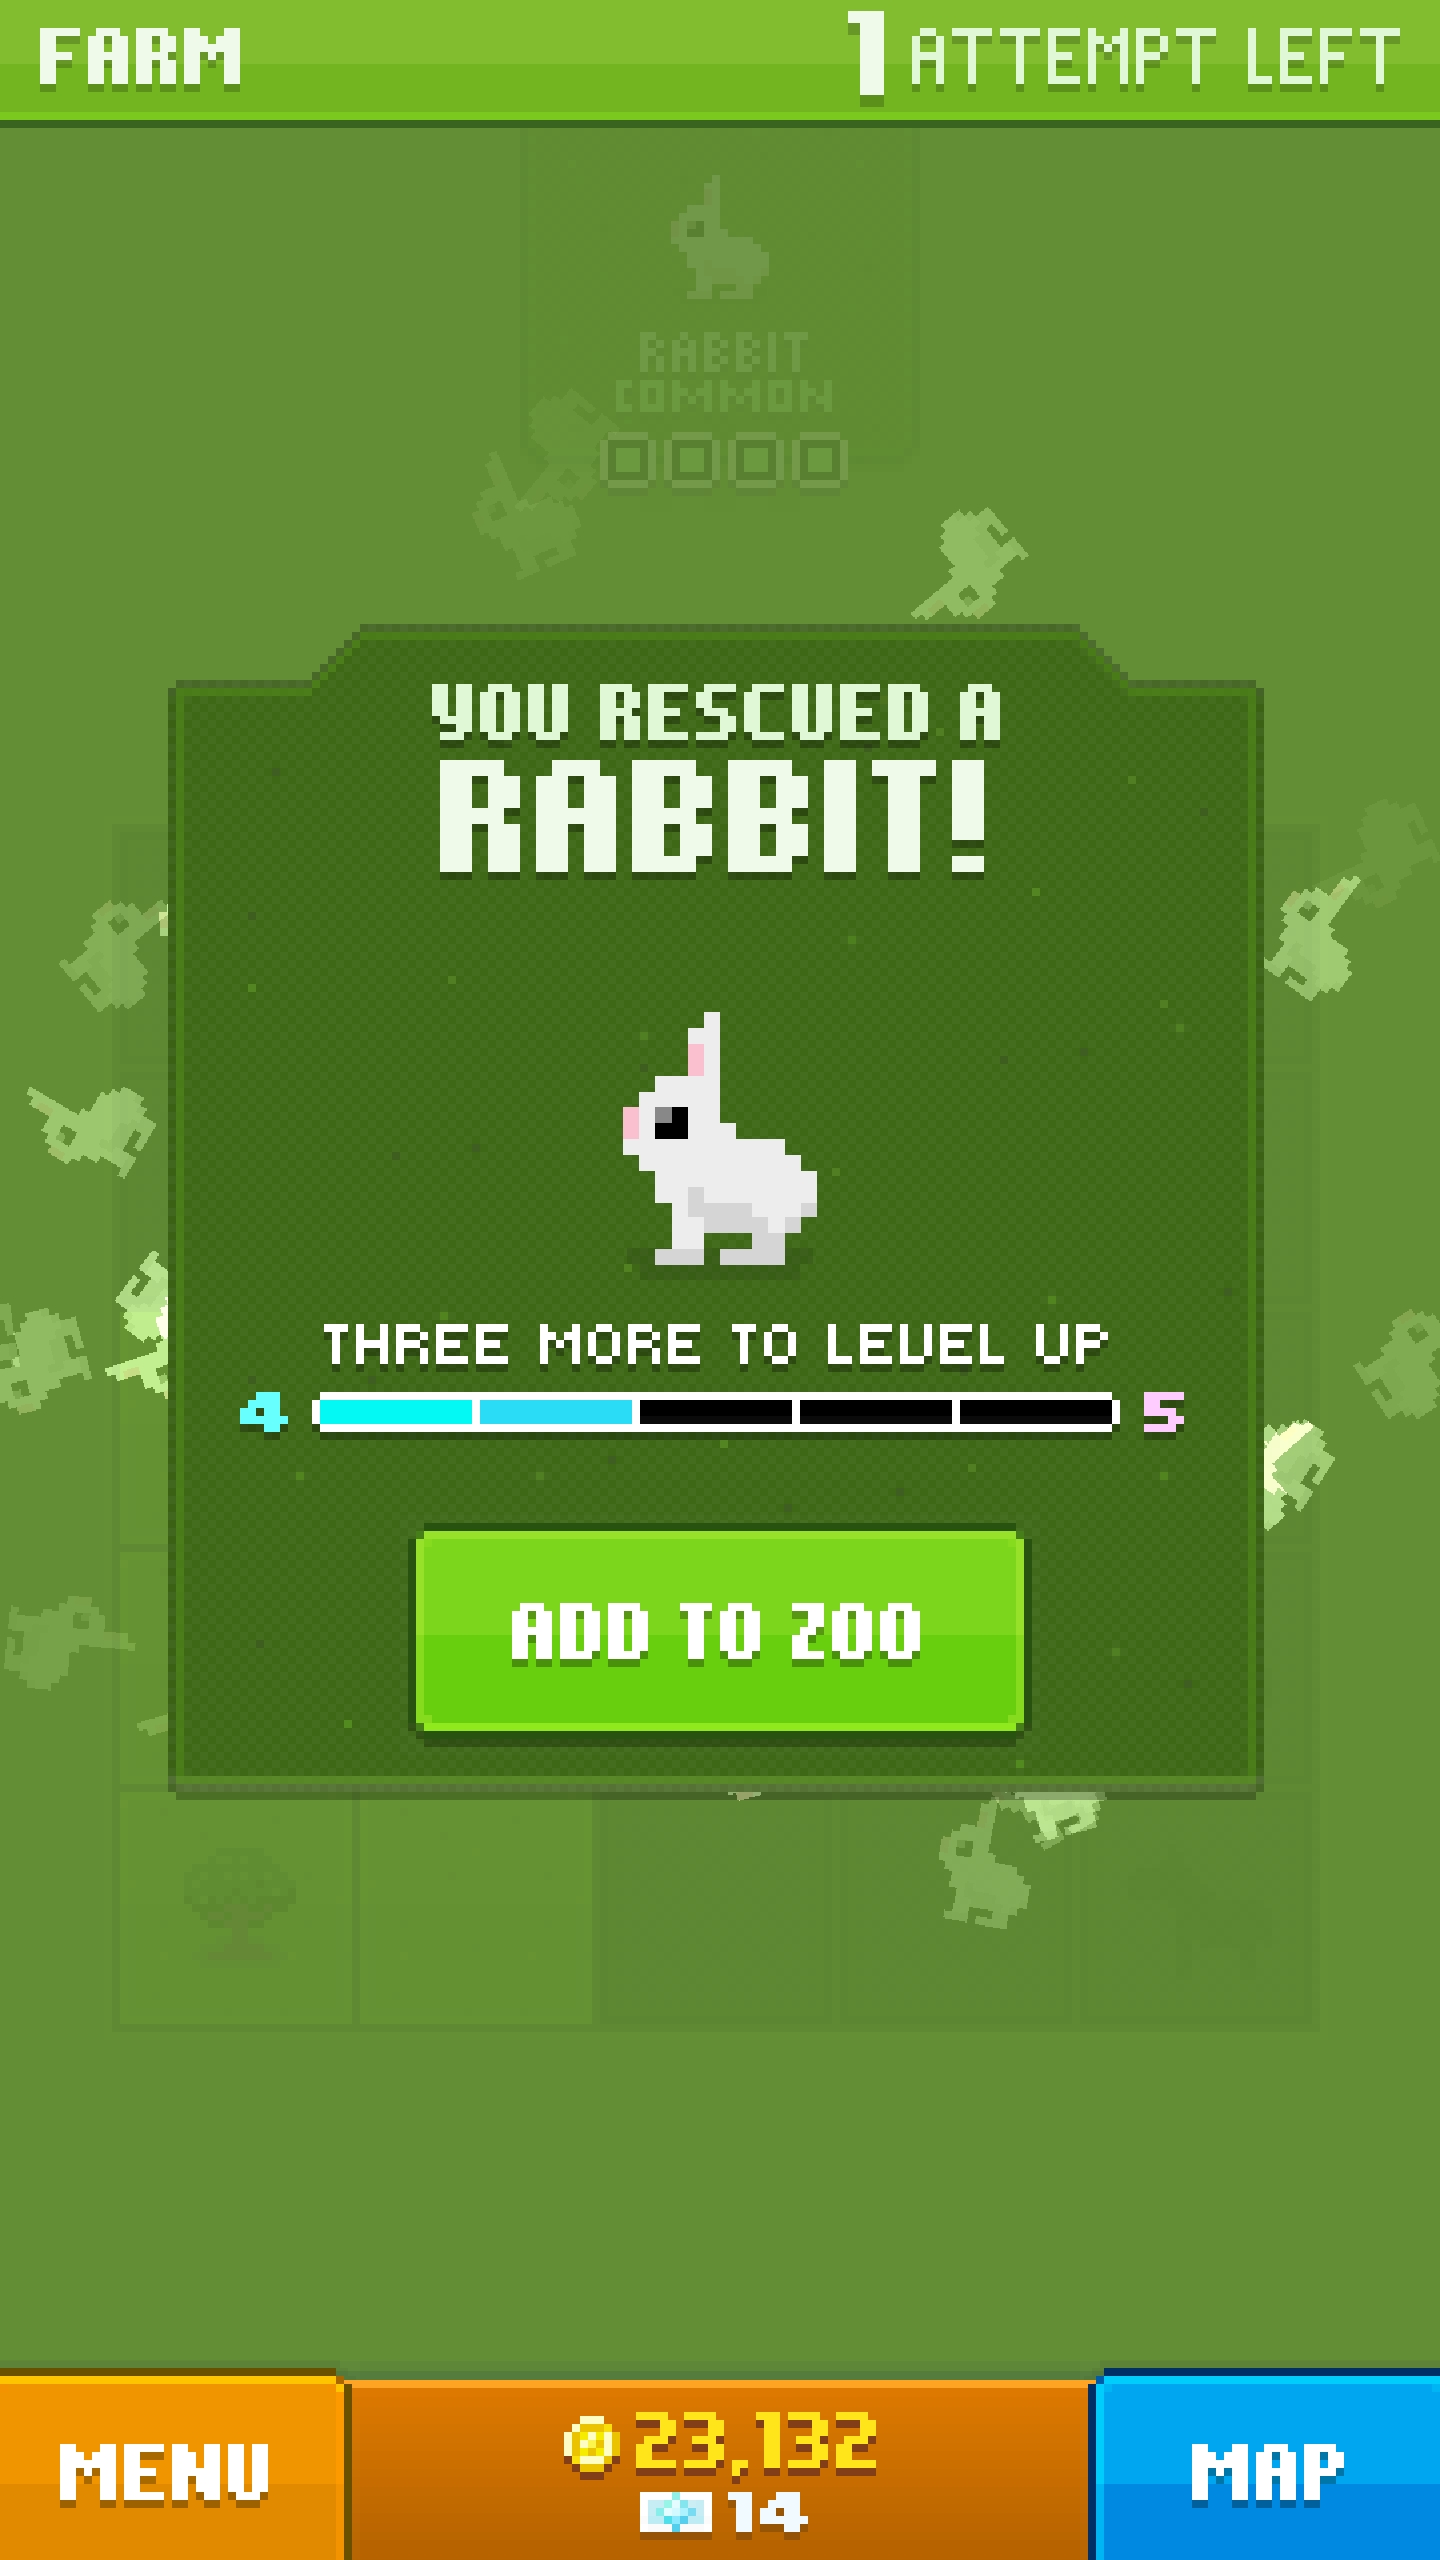 FARM
1 ATTEMPT LEFT
RABBIT
COMMON
YOU RESCUED A
RABBIT!
THREE MORE TO LEVEL UP
4 5
ADD TO ZOO
MENU
23,132
14
MAP